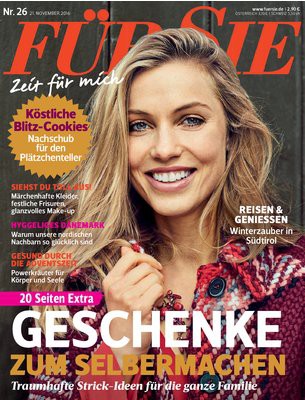 Nr. 26
21. NOVEMBER 2016
www.fuersie.de | 2,90 €
FÜR SIE
Zeit für mich
Köstliche
Blitz-Cookies
Nachschub
für den
Plätzchenteller
SIEHST DU TOLL AUS!
Märchenhafte Kleider,
festliche Frisuren,
glanzvolles Make-up
HYGGELIGES DÄNEMARK
Warum unsere nordischen
Nachbarn so glücklich sind
GESUND DURCH
DIE ADVENTSZEIT
Powerkräuter für
Körper und Seele
REISEN &
GENIESSEN
Winterzauber in
Südtirol
20 Seiten Extra
GESCHENKE
ZUM SELBERMACHEN
Traumhafte Strick-Ideen für die ganze Familie